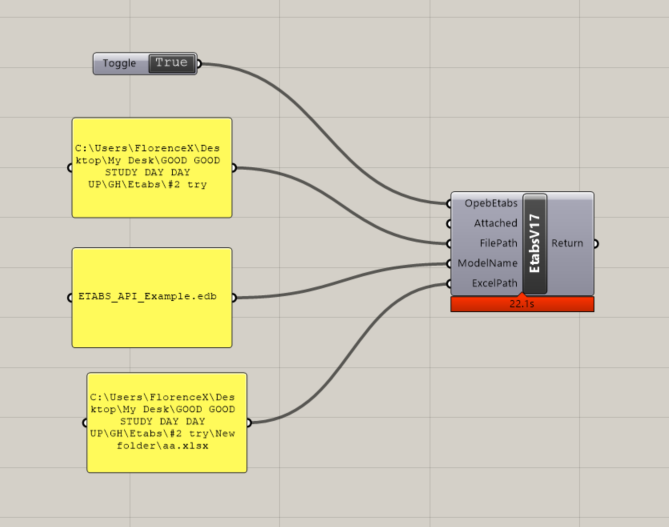 Toggle True
C:\Users\FlorenceX\Des
ktop\My Desk\GOOD GOOD
STUDY DAY DAY
UP\GH\Etabs\#2 try
ETABS_API_Example.edb
C:\Users\FlorenceX\Des
ktop\My Desk\GOOD GOOD
STUDY DAY DAY
UP\GH\Etabs\#2 try\New
folder\aa.xlsx
OpebEtabs
Attached
FilePath
ModelName
ExcelPath
EtabsV17
Return
22.1s